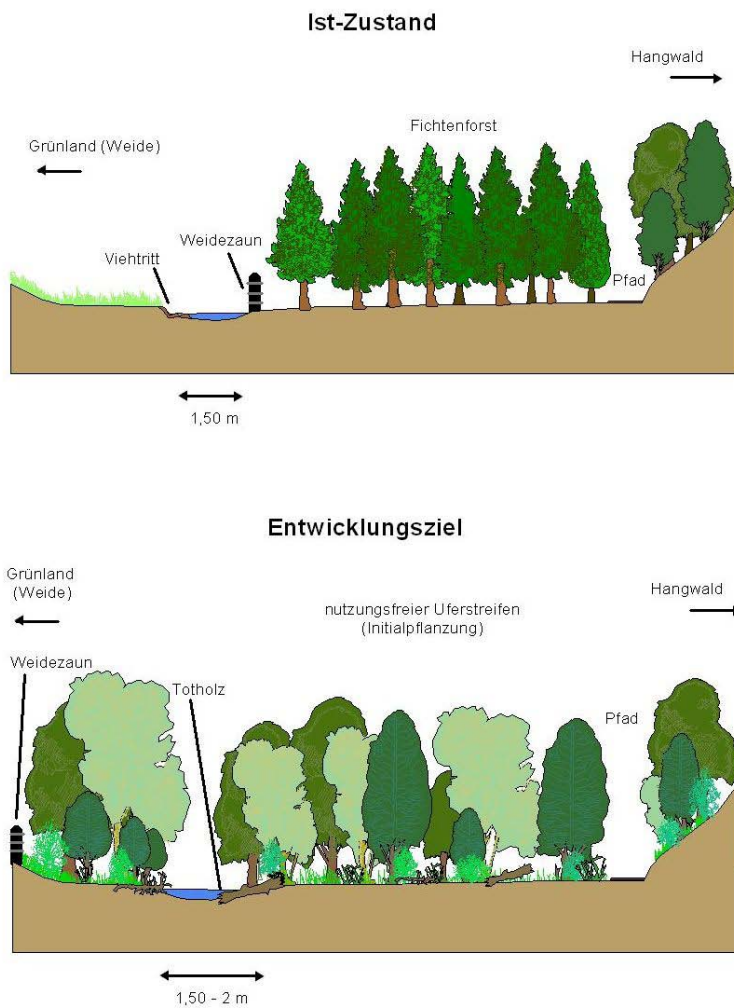 Ist-Zustand
Hangwald
Fichtenforst
Grünland (Weide)
Weidezaun
Viehtritt
Pfad
1,50 m
Entwicklungsziel
Grünland
(Weide)
nutzungsfreier Uferstreifen
(Initialpflanzung)
Hangwald
Weidezaun
Totholz
Pfad
1,50 - 2 m